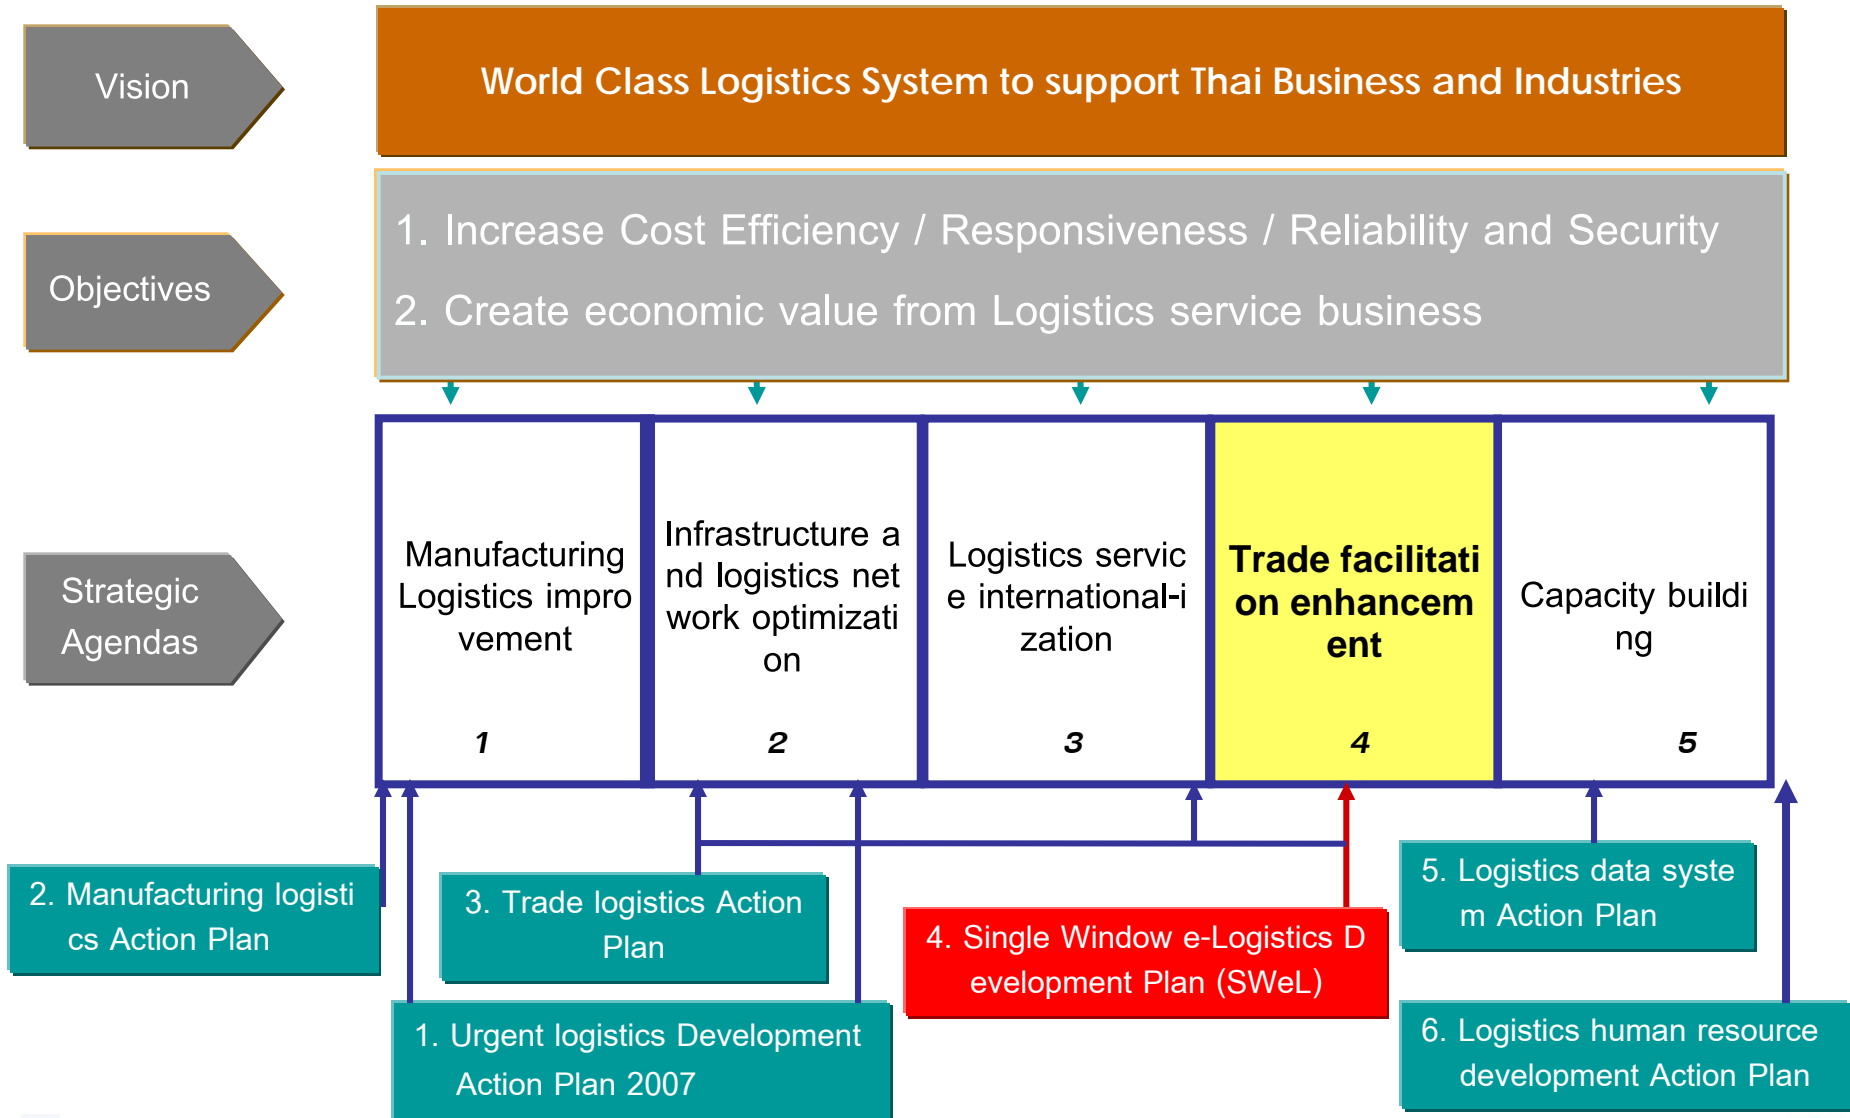 Vision
World Class Logistics System to support Thai Business and Industries
Objectives
1. Increase Cost Efficiency / Responsiveness / Reliability and Security
2. Create economic value from Logistics service business
Strategic
Agendas
Manufacturing
Logistics impro
vement
1
Infrastructure a
nd logistics net
work optimizati
on
2
Logistics servic
e international-i
zation
3
Trade facilitati
on enhancem
ent
4
Capacity buildi
ng
5
2. Manufacturing logisti
cs Action Plan
3. Trade logistics Action
Plan
4. Single Window e-Logistics D
evelopment Plan (SWeL)
5. Logistics data syste
m Action Plan
1. Urgent logistics Development
Action Plan 2007
6. Logistics human resource
development Action Plan